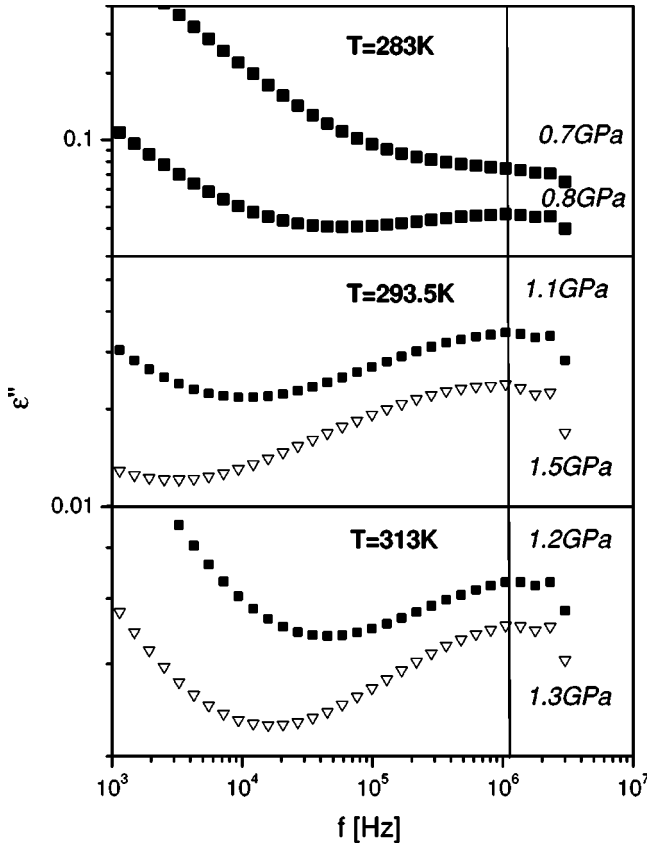 T=283K
0.1
0.7GPa
0.8GPa
T=293.5K
1.1GPa
ε"
1.5GPa
0.01
T=313K
1.2GPa
1.3GPa
10³ 10⁴ 10⁵ 10⁶ 10⁷
f [Hz]